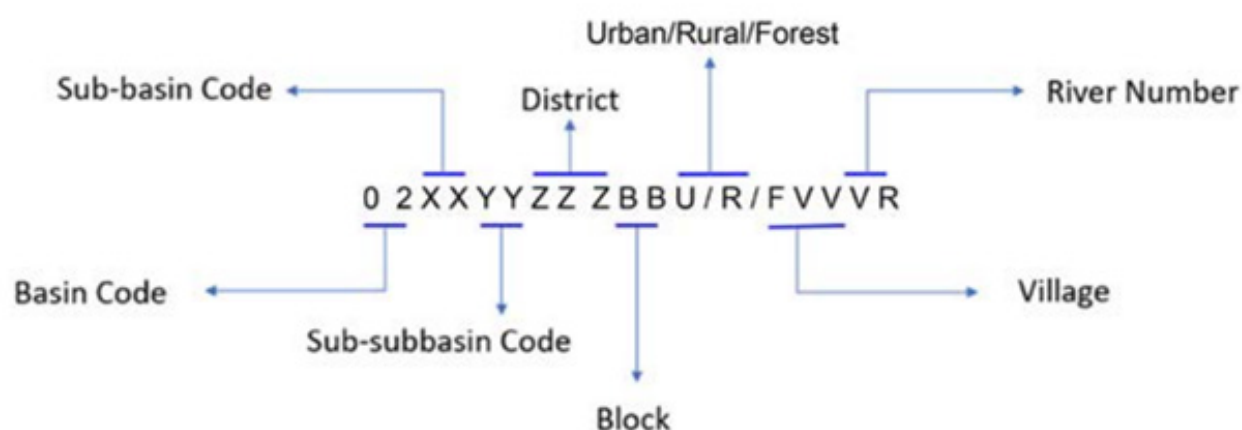 Urban/Rural/Forest
Sub-basin Code
District
River Number
0 2 X X Y Y Z Z Z B B U / R / F V V V R
Basin Code
Village
Sub-subbasin Code
Block